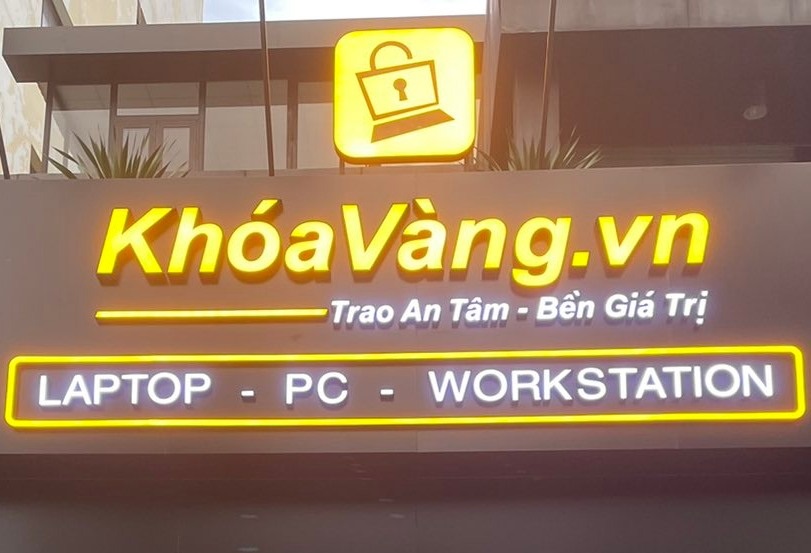 KhóaVàng.vn
Trao An Tâm - Bền Giá Trị
LAPTOP - PC - WORKSTATION